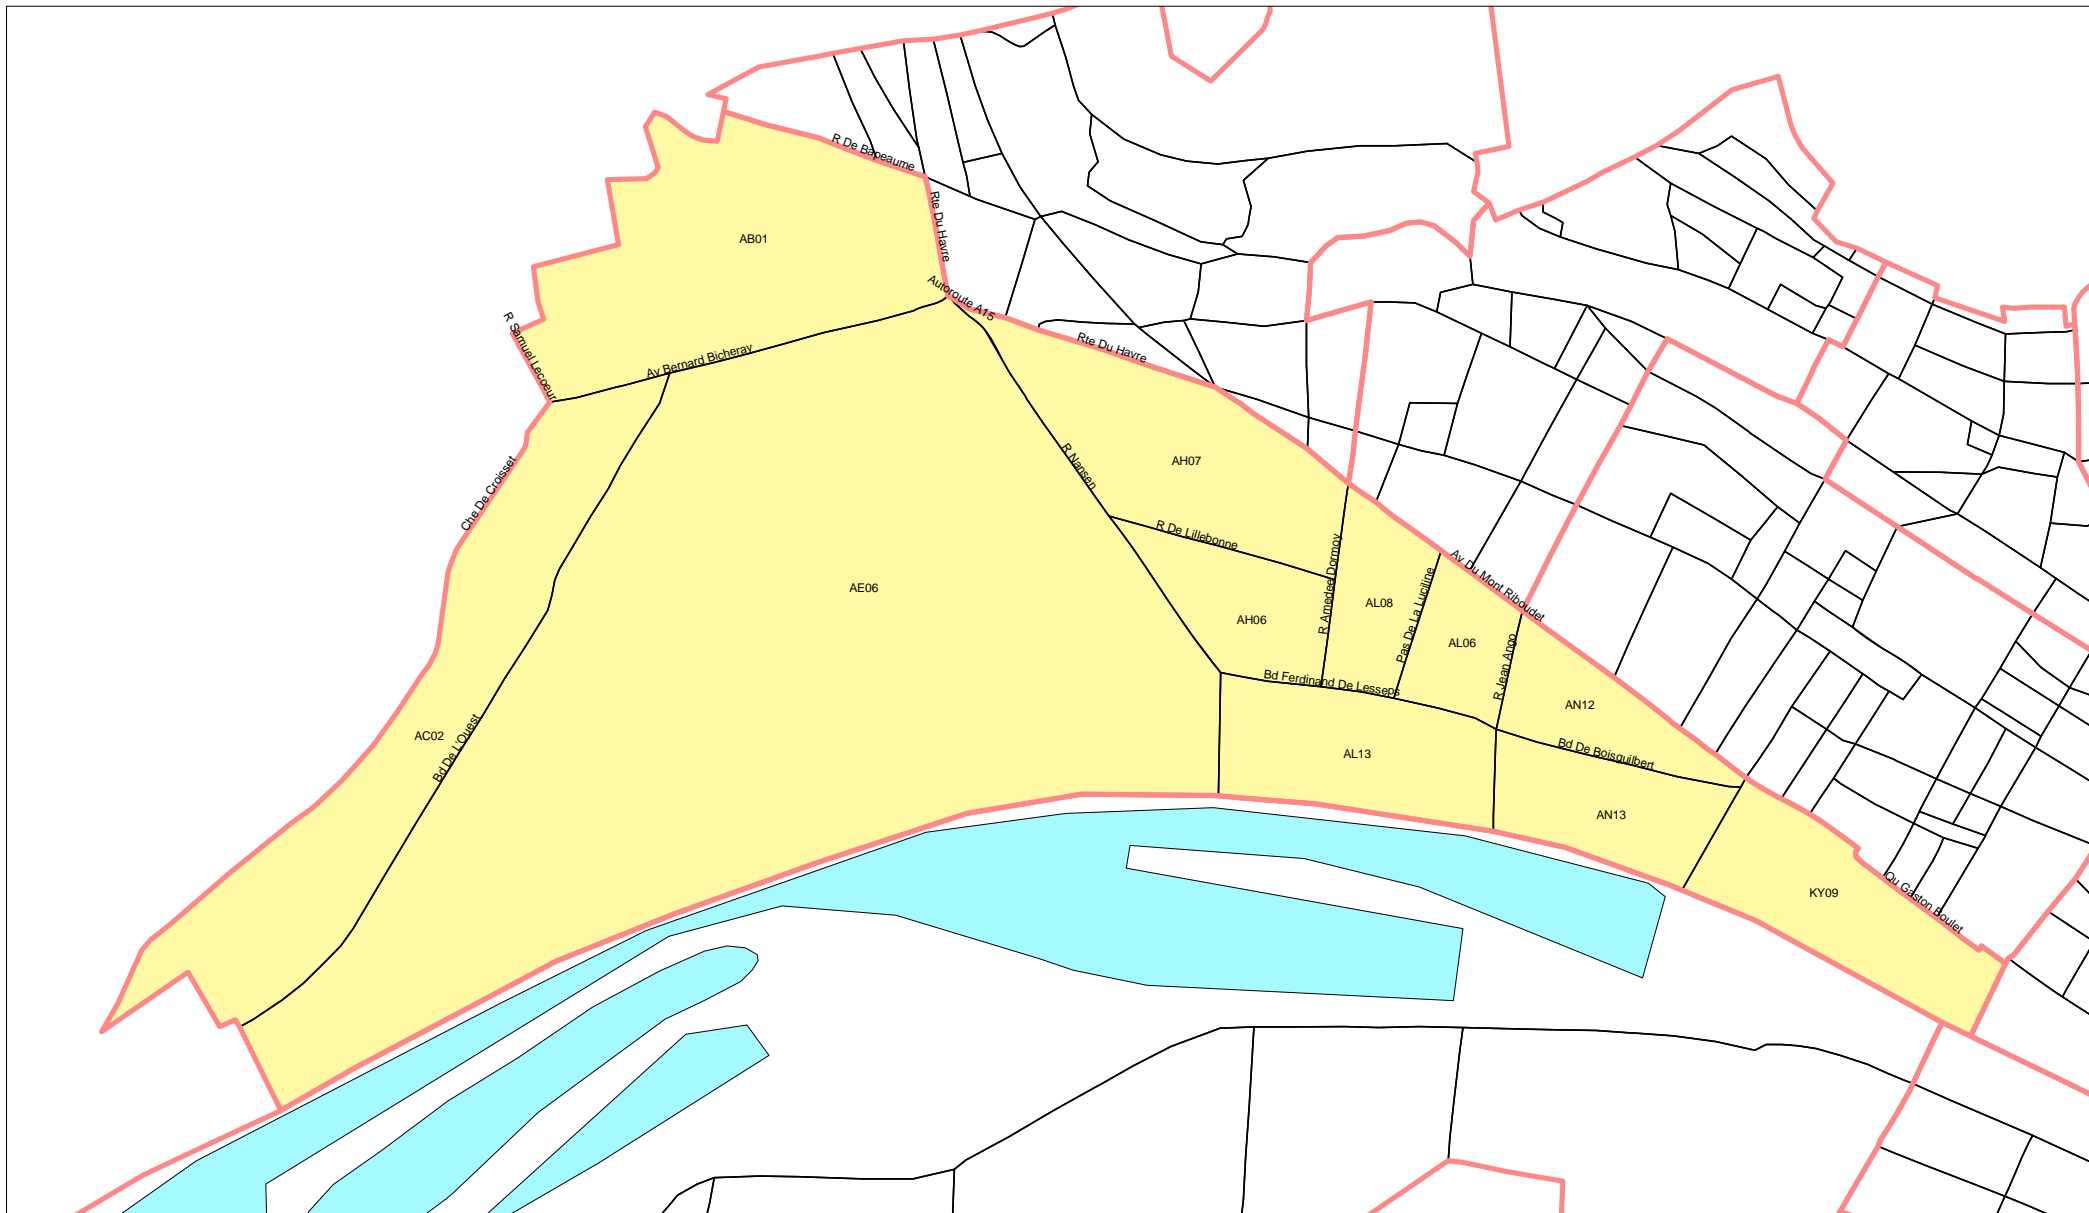 R De Bapeaume
Rte Du Havre
AB01
Autoroute A15
R Samuel Lecoeur
Rte Du Havre
Av Bernard Bicheray
R Nansen
AH07
Che De Croisset
R De Lillebonne
R Amedee Dormoy
Av Du Mont Riboudet
AE06
AL08
Pas De La Luciline
AH06
AL06
R Jean Ango
Bd Ferdinand De Lesseps
AN12
AC02
Bd De L'Ouest
AL13
Bd De Boisguilbert
AN13
KY09
Qu Gaston Boulet